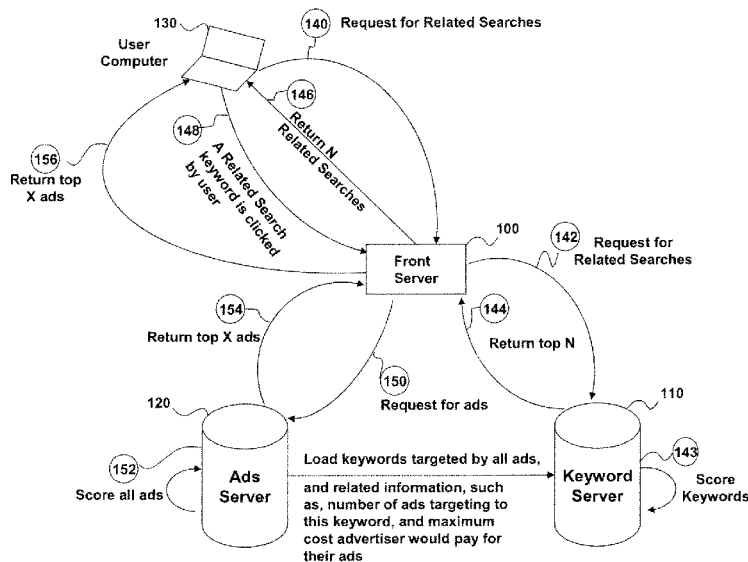 130
140
Request for Related Searches
User
Computer
146
Return N
Related Searches
148
A Related Search
keyword is clicked
by user
156
Return top
X ads
100
142
Request for
Related Searches
Front
Server
154
144
Return top X ads
Return top N
150
Request for ads
120
110
152
143
Load keywords targeted by all ads,
Score all ads
Ads
Server
Keyword
Server
Score
Keywords
and related information, such
as, number of ads targeting to
this keyword, and maximum
cost advertiser would pay for
their ads